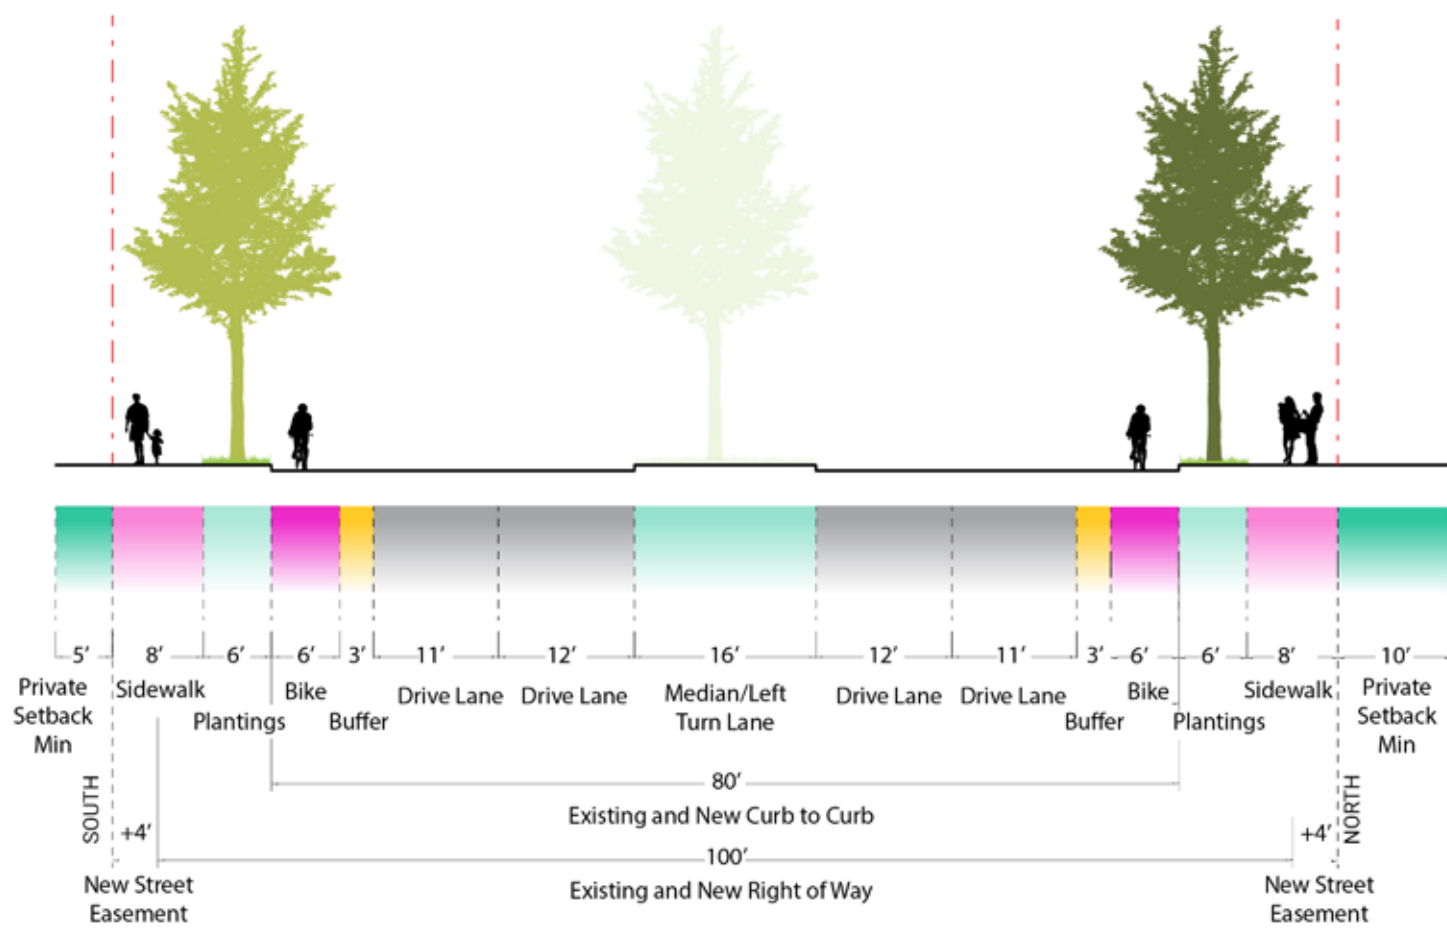 5’ 8’ 6’ 6’ 3’ 11’ 12’ 16’ 12’ 11’ 3’ 6’ 6’ 8’ 10’
Private
Setback
Min
Sidewalk
Plantings
Bike
Buffer
Drive Lane
Drive Lane
Median/Left
Turn Lane
Drive Lane
Drive Lane
Buffer
Bike
Plantings
Sidewalk
Private
Setback
Min
80’
Existing and New Curb to Curb
SOUTH
+4’
+4’
NORTH
100’
Existing and New Right of Way
New Street
Easement
New Street
Easement